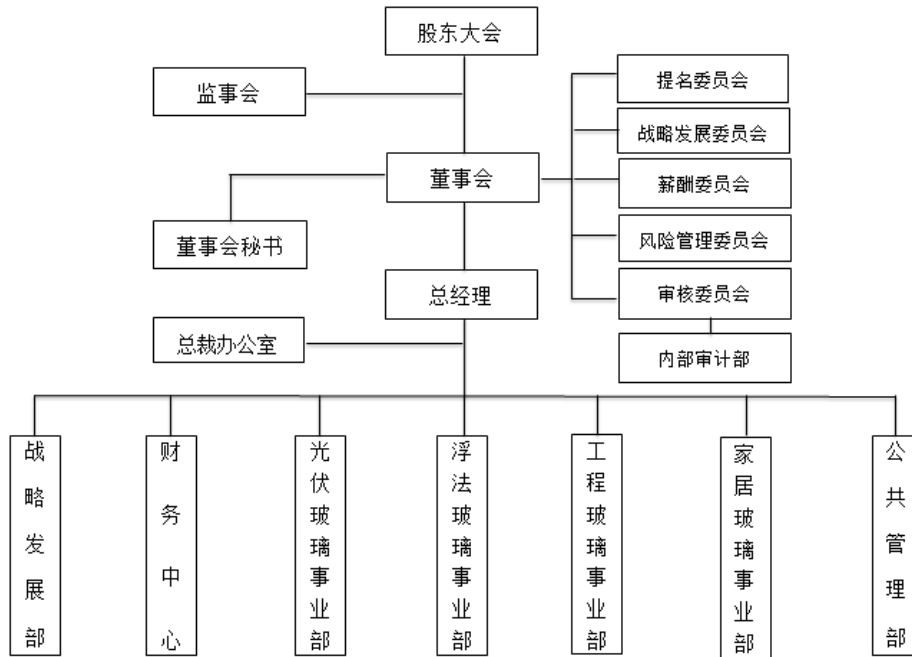 股东大会
监事会
提名委员会
战略发展委员会
董事会
薪酬委员会
董事会秘书
风险管理委员会
总经理
审核委员会
总裁办公室
内部审计部
战略发展部
财务中心
光伏玻璃事业部
浮法玻璃事业部
工程玻璃事业部
家居玻璃事业部
公共管理部